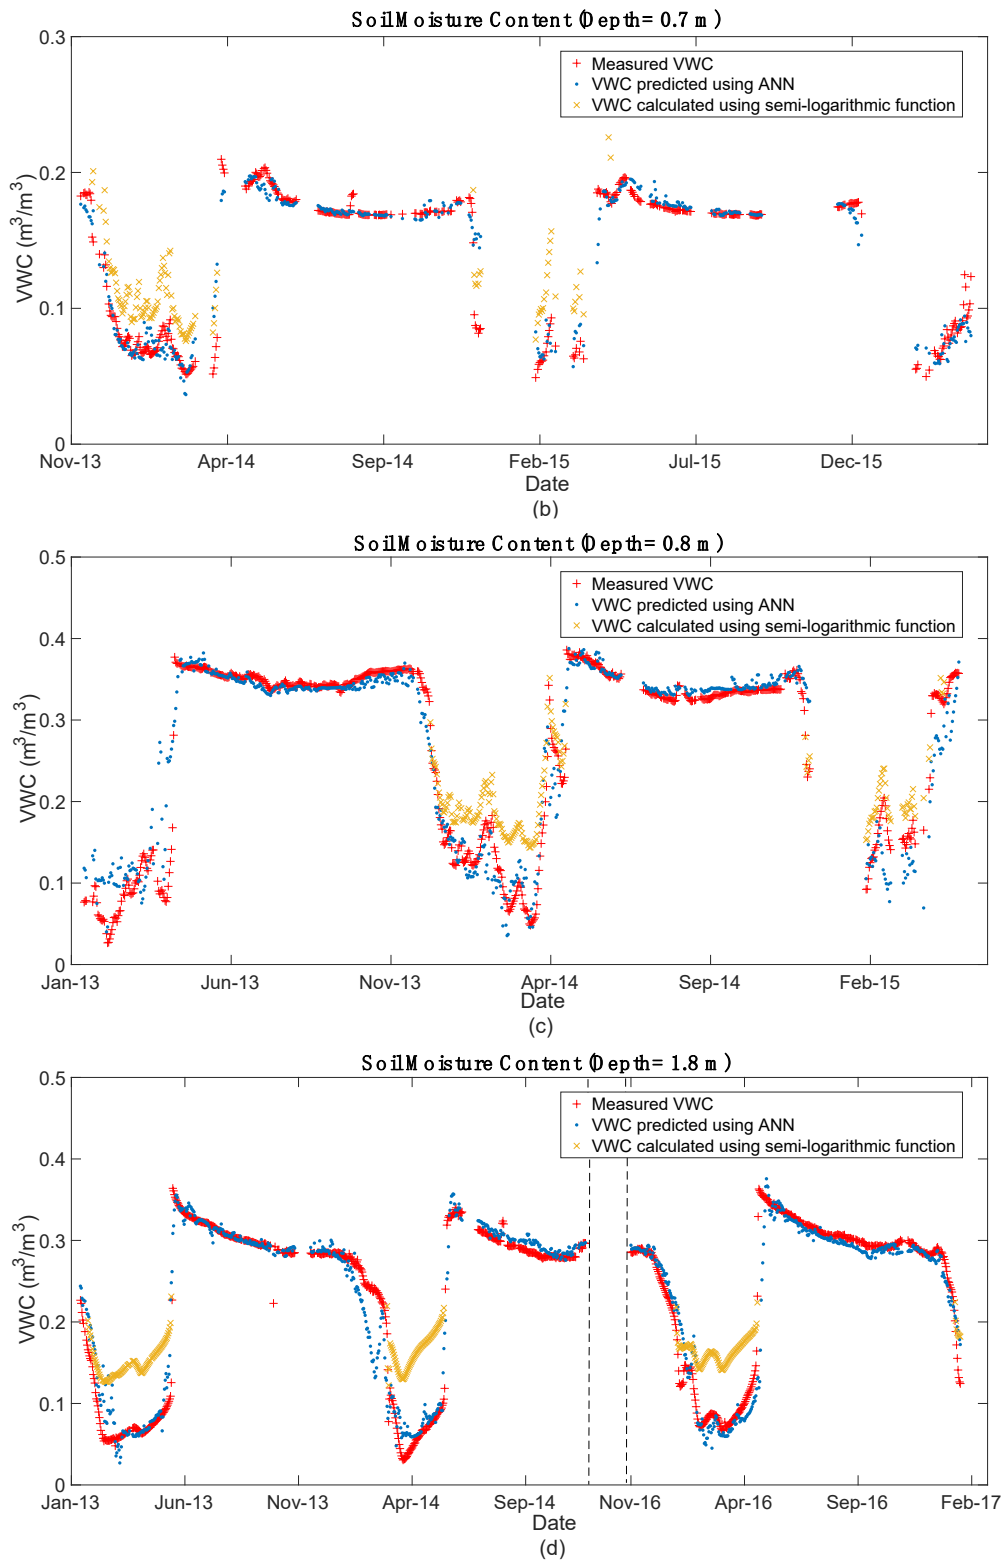 Soil Moisture Content (Depth= 0.7 m)
0.3
Measured VWC
VWC predicted using ANN
VWC calculated using semi-logarithmic function
0.2
VWC (m³/m³)
0.1
0
Nov-13 Apr-14 Sep-14 Feb-15 Jul-15 Dec-15
Date
(b)
Soil Moisture Content (Depth= 0.8 m)
0.5
Measured VWC
VWC predicted using ANN
VWC calculated using semi-logarithmic function
0.4
0.3
VWC (m³/m³)
0.2
0.1
0
Jan-13 Jun-13 Nov-13 Apr-14 Sep-14 Feb-15
Date
(c)
Soil Moisture Content (Depth= 1.8 m)
0.5
Measured VWC
VWC predicted using ANN
VWC calculated using semi-logarithmic function
0.4
0.3
VWC (m³/m³)
0.2
0.1
0
Jan-13 Jun-13 Nov-13 Apr-14 Sep-14 Nov-16 Apr-16 Sep-16 Feb-17
Date
(d)